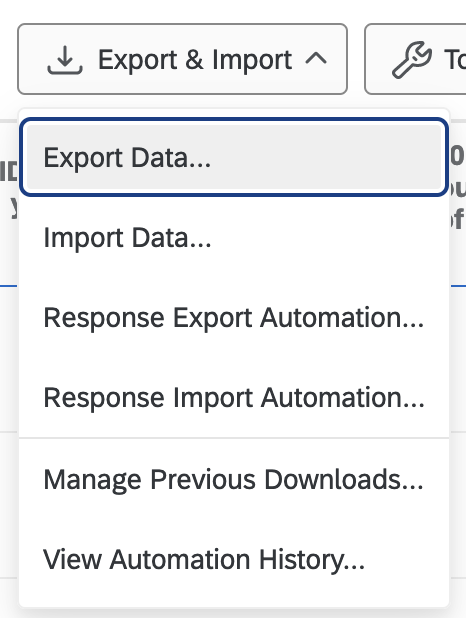 Export & Import
Export Data...
Import Data...
Response Export Automation...
Response Import Automation...
Manage Previous Downloads...
View Automation History...